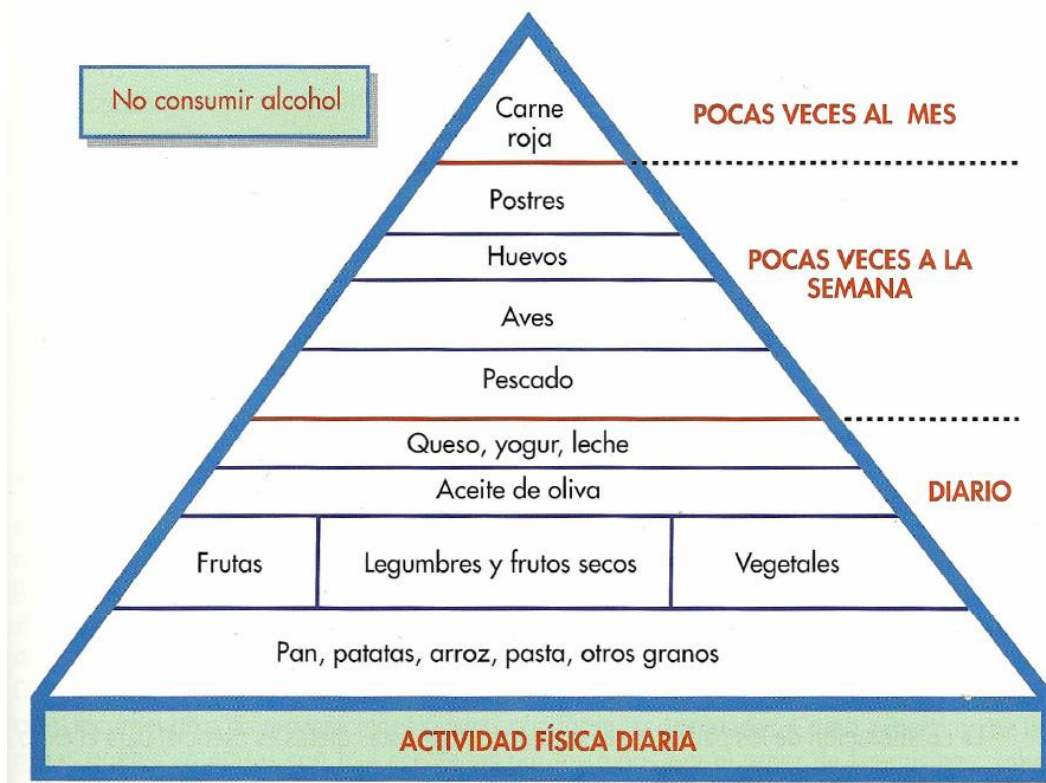 No consumir alcohol
Carne
roja
POCAS VECES AL MES
Postres
Huevos
POCAS VECES A LA
SEMANA
Aves
Pescado
Queso, yogur, leche
Aceite de oliva
DIARIO
Frutas
Legumbres y frutos secos
Vegetales
Pan, patatas, arroz, pasta, otros granos
ACTIVIDAD FÍSICA DIARIA